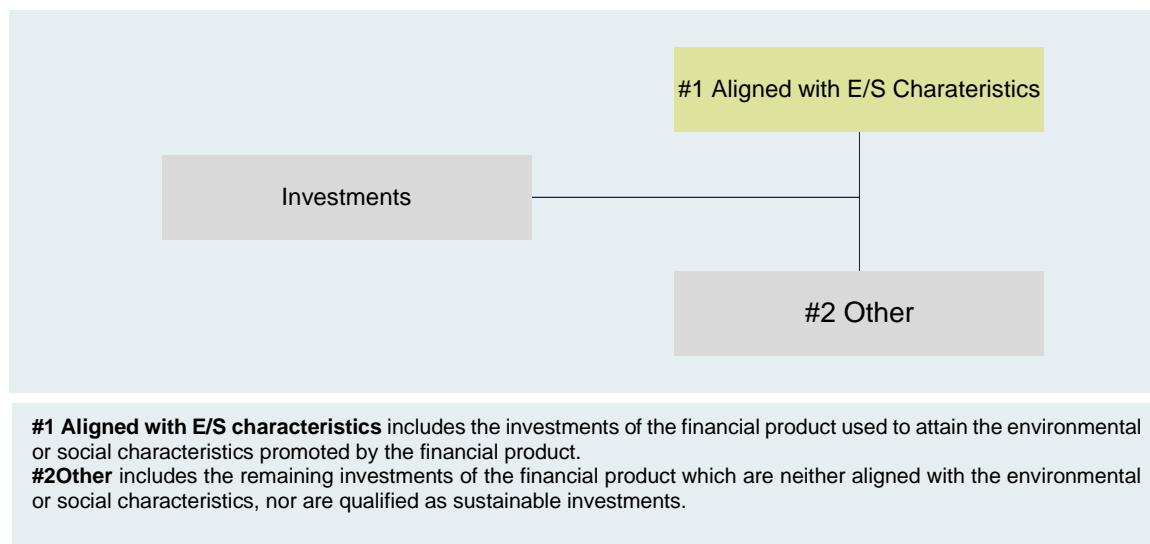 #1 Aligned with E/S Charateristics
Investments
#2 Other
#1 Aligned with E/S characteristics includes the investments of the financial product used to attain the environmental
or social characteristics promoted by the financial product.
#2Other includes the remaining investments of the financial product which are neither aligned with the environmental
or social characteristics, nor are qualified as sustainable investments.